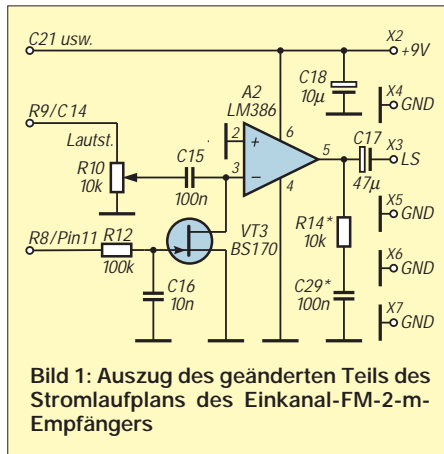 C21 usw.
X2
+9V
C18
10µ
X4
GND
A2
LM386
R9/C14
Lautst.
R10
10k
C15
100n
2
+
6
3
–
5
4
C17
47µ
X3
LS
X5
GND
R8/Pin11
R12
100k
VT3
BS170
R14*
10k
X6
GND
C16
10n
C29*
100n
X7
GND
Bild 1: Auszug des geänderten Teils des
Stromlaufplans des Einkanal-FM-2-m-
Empfängers